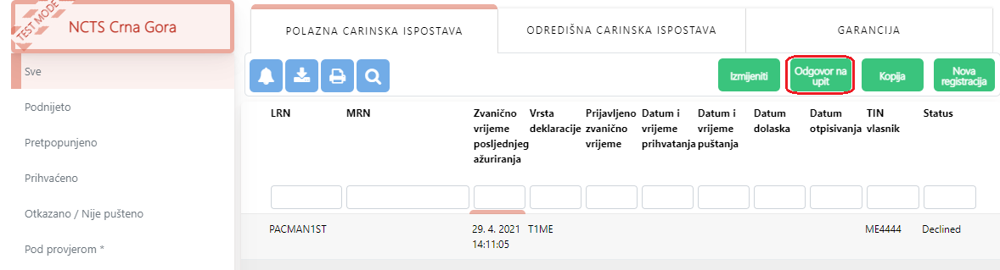 TEST MODE
NCTS Crna Gora
Sve
Podnijeto
Pretpopunjeno
Prihvaćeno
Otkazano / Nije pušteno
Pod provjerom *
POLAZNA CARINSKA ISPOSTAVA
ODREDIŠNA CARINSKA ISPOSTAVA
GARANCIJA
Izmijeniti
Odgovor na
upit
Kopija
Nova
registracija
LRN
MRN
Zvanično
vrijeme
posljednjeg
ažuriranja
Vrsta
deklaracije
Prijavljeno
zvanično
vrijeme
Datum i
vrijeme
prihvatanja
Datum i
vrijeme
puštanja
Datum
dolaska
Datum
otpisivanja
TIN
vlasnik
Status
PACMAN1ST
29. 4. 2021
14:11:05
T1ME
ME4444
Declined